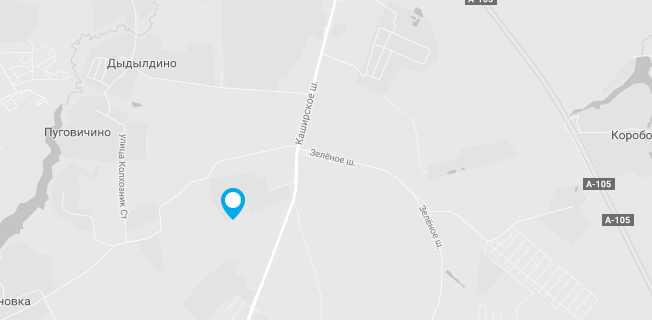 А-105
Дыдылдино
Каширское ш.
Пуговичино
Коробо
улица Колхозник Ст
Зелёное ш.
А-105
Зелёное ш.
А-105
новка